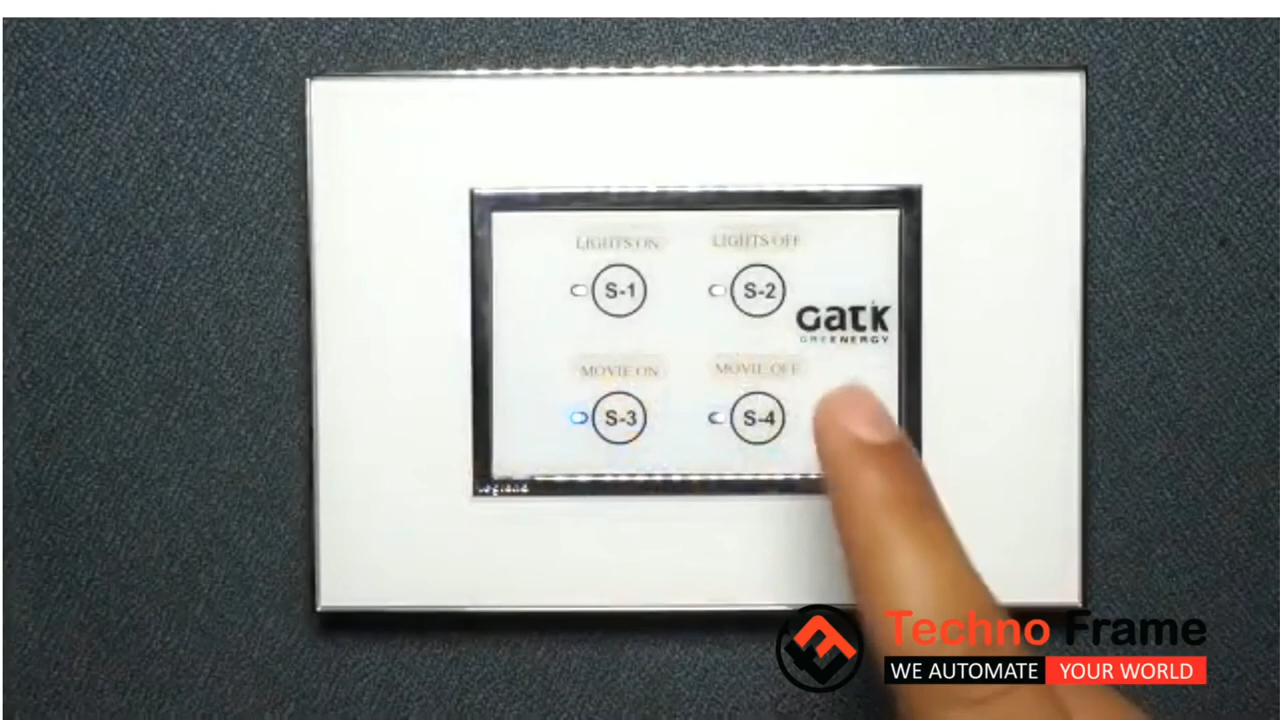 LIGHTS ON
LIGHTS OFF
S-1
S-2
GATK
GREENERGY
MOVIE ON
MOVIE OFF
S-3
S-4
legrand
Techno Frame
WE AUTOMATE YOUR WORLD